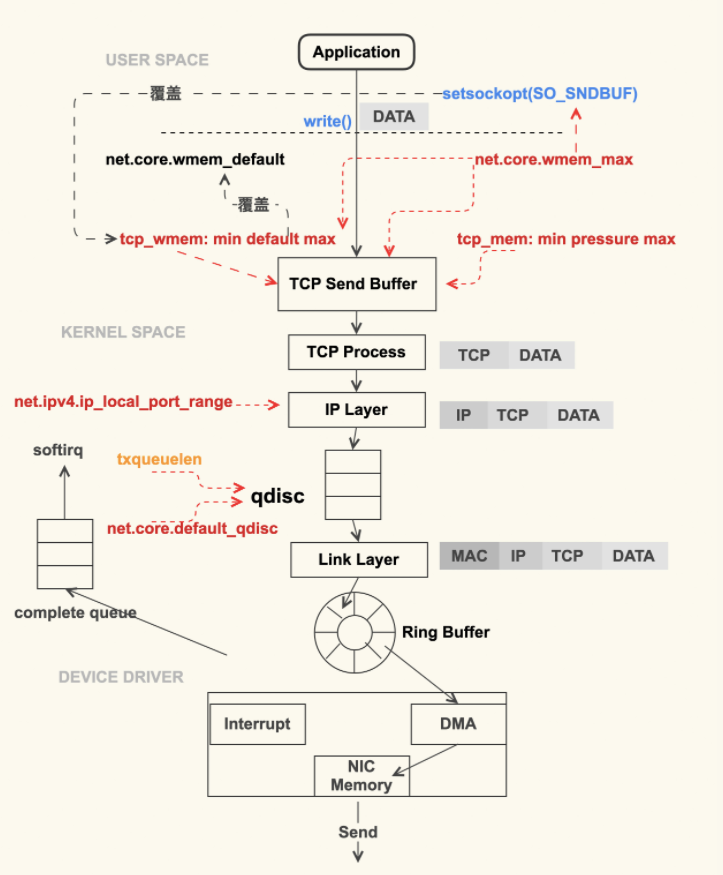 Application
USER SPACE
覆盖
setsockopt(SO_SNDBUF)
write()
DATA
net.core.wmem_default
net.core.wmem_max
覆盖
tcp_wmem: min default max
tcp_mem: min pressure max
TCP Send Buffer
KERNEL SPACE
TCP Process
TCP DATA
net.ipv4.ip_local_port_range
IP Layer
IP TCP DATA
softirq
txqueuelen
qdisc
net.core.default_qdisc
Link Layer
MAC IP TCP DATA
complete queue
Ring Buffer
DEVICE DRIVER
Interrupt
DMA
NIC
Memory
Send